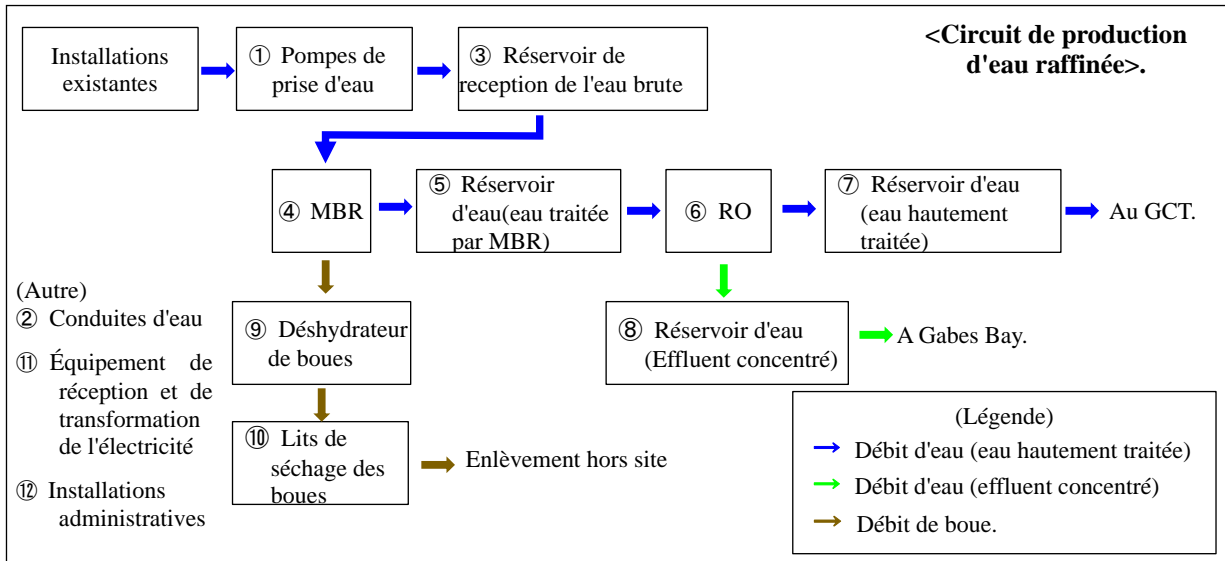 <Circuit de production
d'eau raffinée>.
Installations
existantes
① Pompes de
prise d'eau
③ Réservoir de
reception de l'eau brute
④ MBR
⑤ Réservoir
d'eau(eau traitée
par MBR)
⑥ RO
⑦ Réservoir d'eau
(eau hautement
traitée)
Au GCT.
(Autre)
② Conduites d'eau
⑪ Équipement de
réception et de
transformation
de l'électricité
⑫ Installations
administratives
⑨ Déshydrateur
de boues
⑧ Réservoir d'eau
(Effluent concentré)
A Gabes Bay.
⑩ Lits de
séchage des
boues
Enlèvement hors site
(Légende)
Débit d'eau (eau hautement traitée)
Débit d'eau (effluent concentré)
Débit de boue.